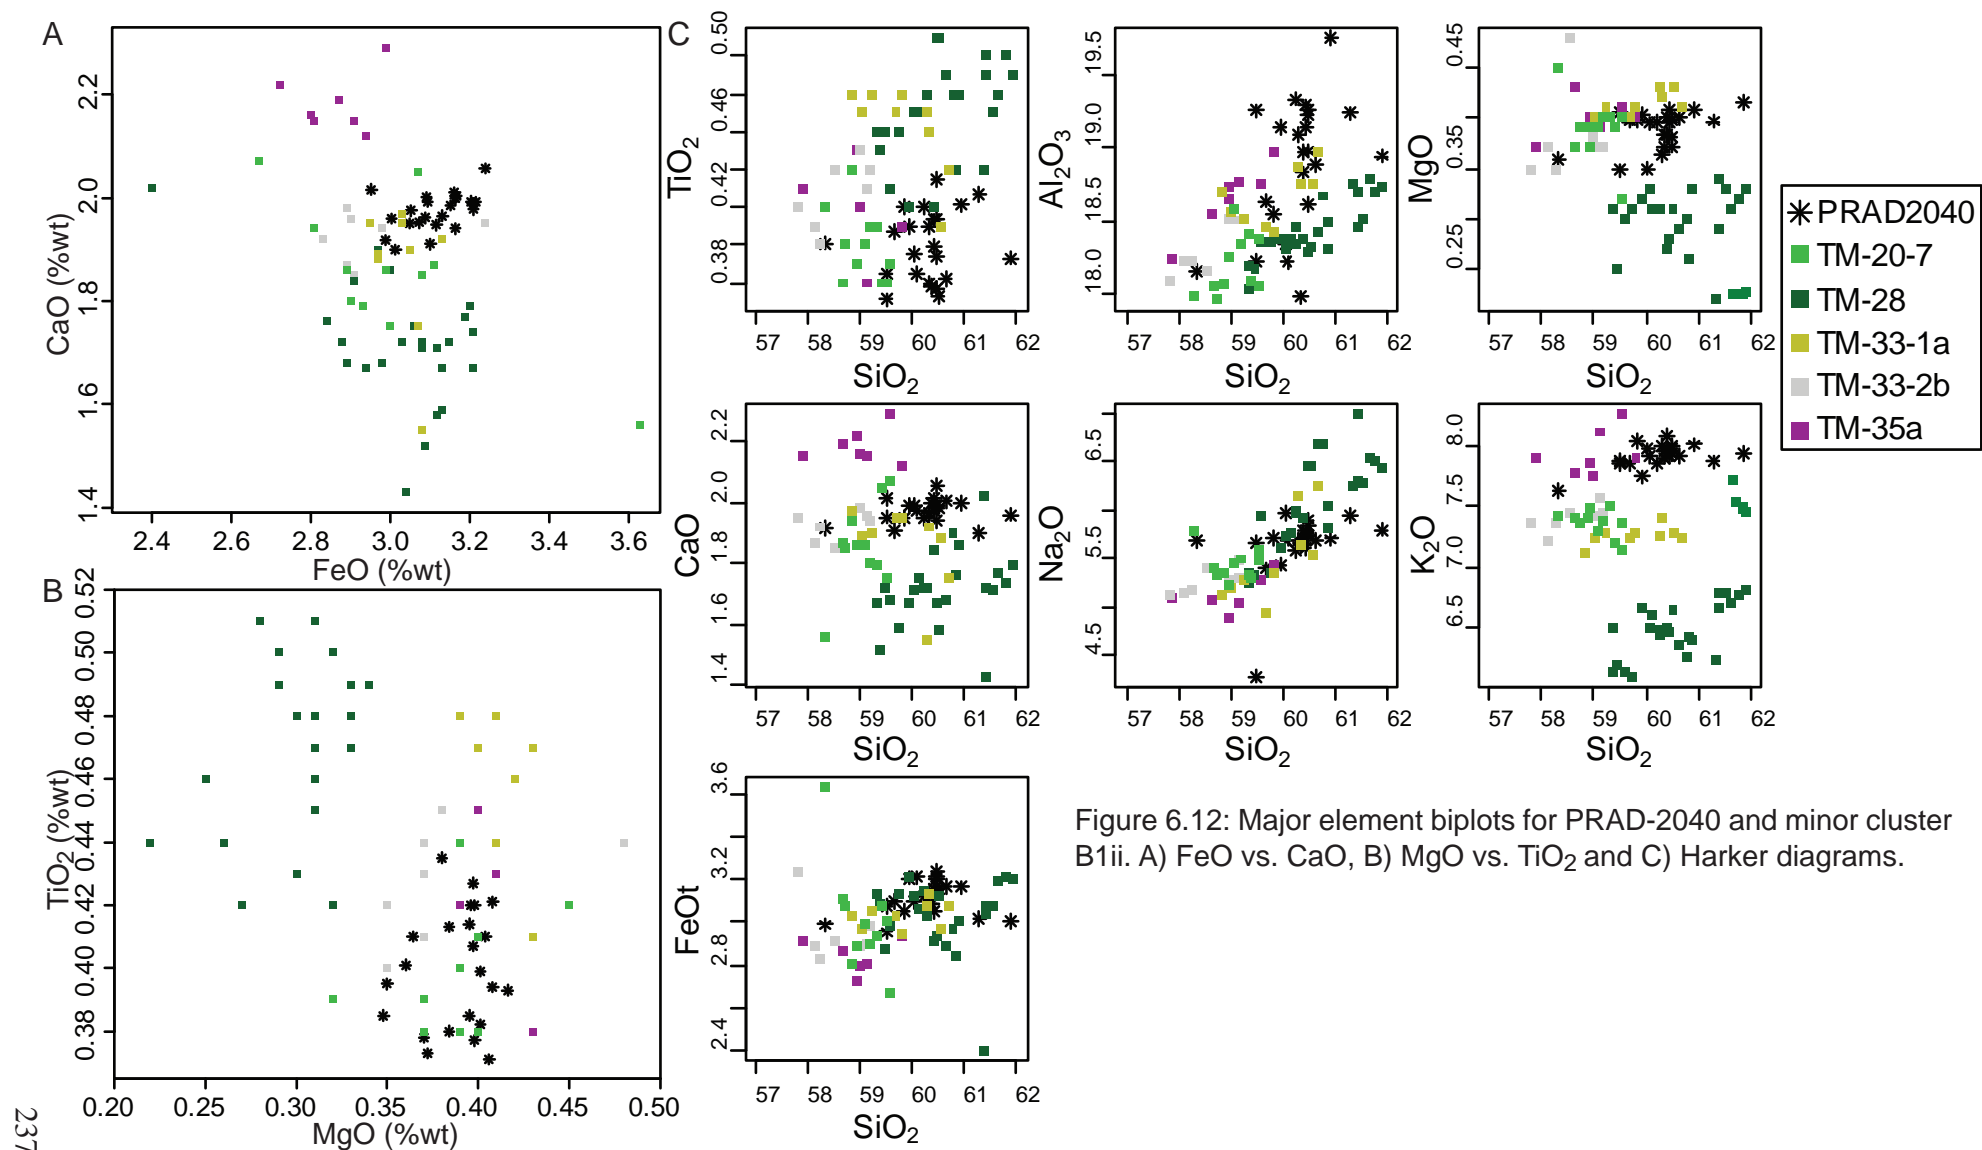 A
CaO (%wt)
2.2
2.0
1.8
1.6
1.4
2.4 2.6 2.8 3.0 3.2 3.4 3.6
FeO (%wt)
B
TiO2 (%wt)
0.52
0.50
0.48
0.46
0.44
0.42
0.40
0.38
0.20 0.25 0.30 0.35 0.40 0.45 0.50
MgO (%wt)
C
TiO2
0.50
0.46
0.42
0.38
57 58 59 60 61 62
SiO2
Al2O3
19.5
19.0
18.5
18.0
57 58 59 60 61 62
SiO2
MgO
0.45
0.35
0.25
57 58 59 60 61 62
SiO2
PRAD2040
TM-20-7
TM-28
TM-33-1a
TM-33-2b
TM-35a
CaO
2.2
2.0
1.8
1.6
1.4
57 58 59 60 61 62
SiO2
Na2O
6.5
5.5
4.5
57 58 59 60 61 62
SiO2
K2O
8.0
7.5
7.0
6.5
57 58 59 60 61 62
SiO2
FeOt
3.6
3.2
2.8
2.4
57 58 59 60 61 62
SiO2
Figure 6.12: Major element biplots for PRAD-2040 and minor cluster
B1ii. A) FeO vs. CaO, B) MgO vs. TiO2 and C) Harker diagrams.
237